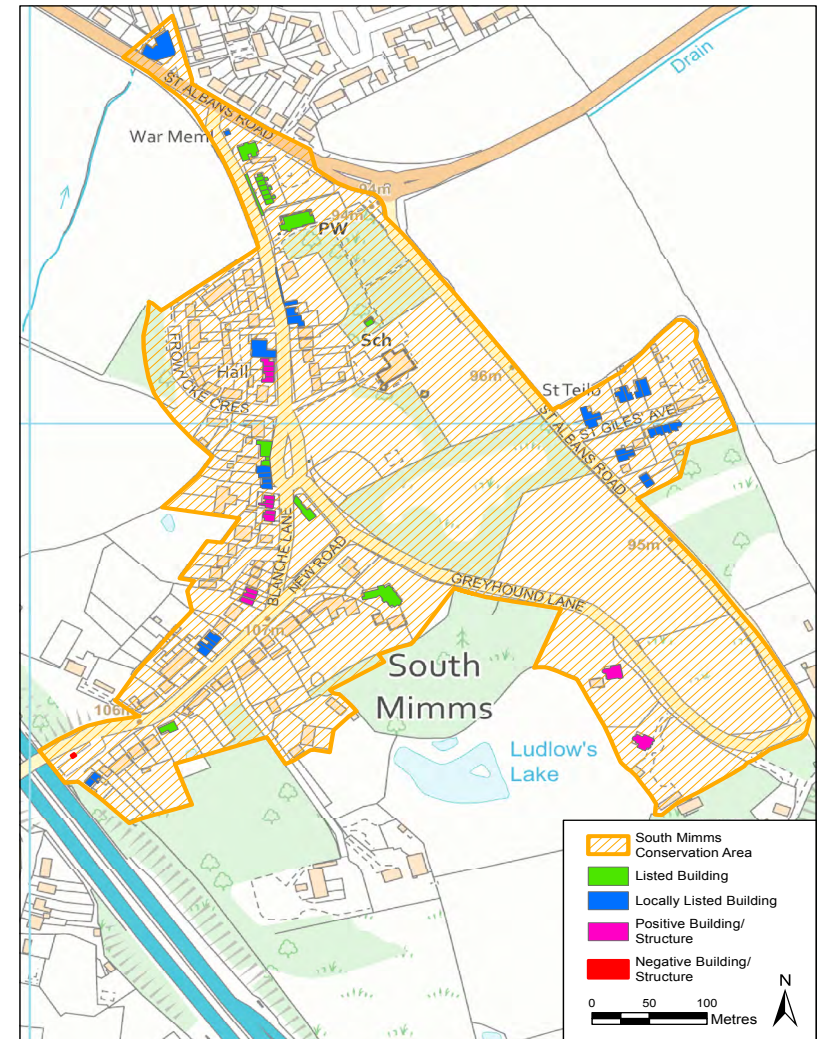 Drain
ST ALBANS ROAD
War Meml
94m
94m
PW
FROWYCKE CRES
Hall
Sch
96m
St Teilo
ST GILES' AVE
ST ALBANS ROAD
BLANCHE LANE
NEW ROAD
95m
GREYHOUND LANE
107m
South
Mimms
106m
Ludlow's
Lake
South Mimms
Conservation Area
Listed Building
Locally Listed Building
Positive Building/
Structure
Negative Building/
Structure
N
0 50 100
Metres